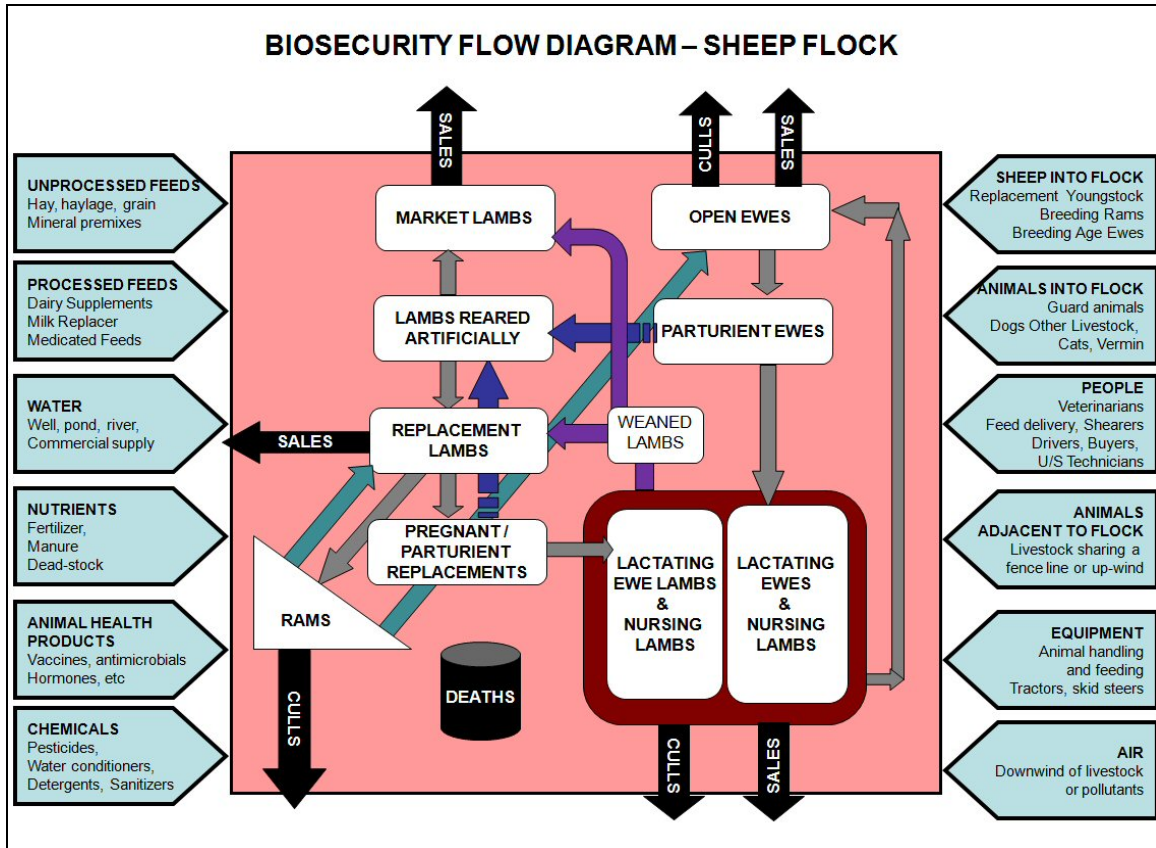 BIOSECURITY FLOW DIAGRAM – SHEEP FLOCK
SALES
CULLS
SALES
UNPROCESSED FEEDS
Hay, haylage, grain
Mineral premixes
PROCESSED FEEDS
Dairy Supplements
Milk Replacer
Medicated Feeds
WATER
Well, pond, river,
Commercial supply
NUTRIENTS
Fertilizer,
Manure
Dead-stock
ANIMAL HEALTH
PRODUCTS
Vaccines, antimicrobials
Hormones, etc
CHEMICALS
Pesticides,
Water conditioners,
Detergents, Sanitizers
MARKET LAMBS
OPEN EWES
LAMBS REARED
ARTIFICIALLY
PARTURIENT EWES
SALES
REPLACEMENT
LAMBS
WEANED
LAMBS
PREGNANT /
PARTURIENT
REPLACEMENTS
RAMS
LACTATING
EWE LAMBS
&
NURSING
LAMBS
LACTATING
EWES
&
NURSING
LAMBS
DEATHS
CULLS
CULLS
SALES
SHEEP INTO FLOCK
Replacement Youngstock
Breeding Rams
Breeding Age Ewes
ANIMALS INTO FLOCK
Guard animals
Dogs Other Livestock,
Cats, Vermin
PEOPLE
Veterinarians
Feed delivery, Shearers
Drivers, Buyers,
U/S Technicians
ANIMALS
ADJACENT TO FLOCK
Livestock sharing a
fence line or up-wind
EQUIPMENT
Animal handling
and feeding
Tractors, skid steers
AIR
Downwind of livestock
or pollutants